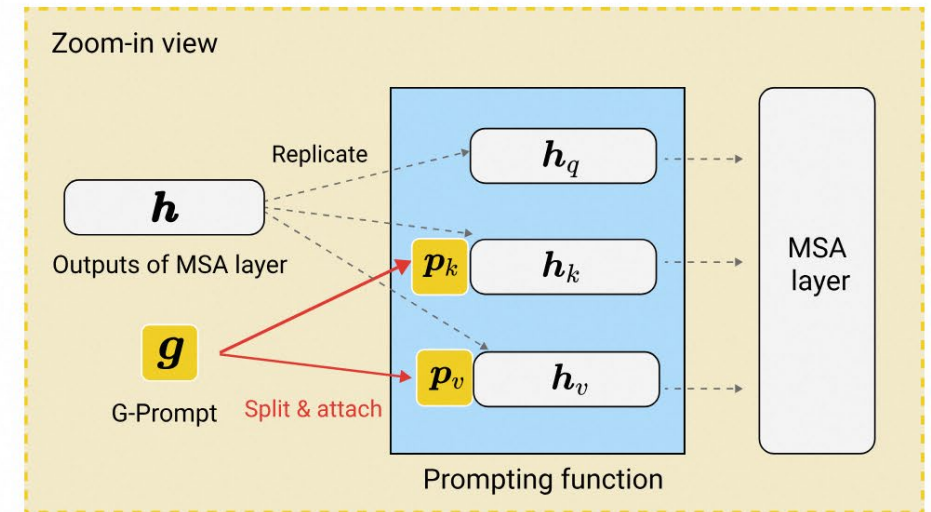 Zoom-in view
Replicate
h_q
h
Outputs of MSA layer
p_k h_k
MSA
layer
g
p_v h_v
G-Prompt
Split & attach
Prompting function